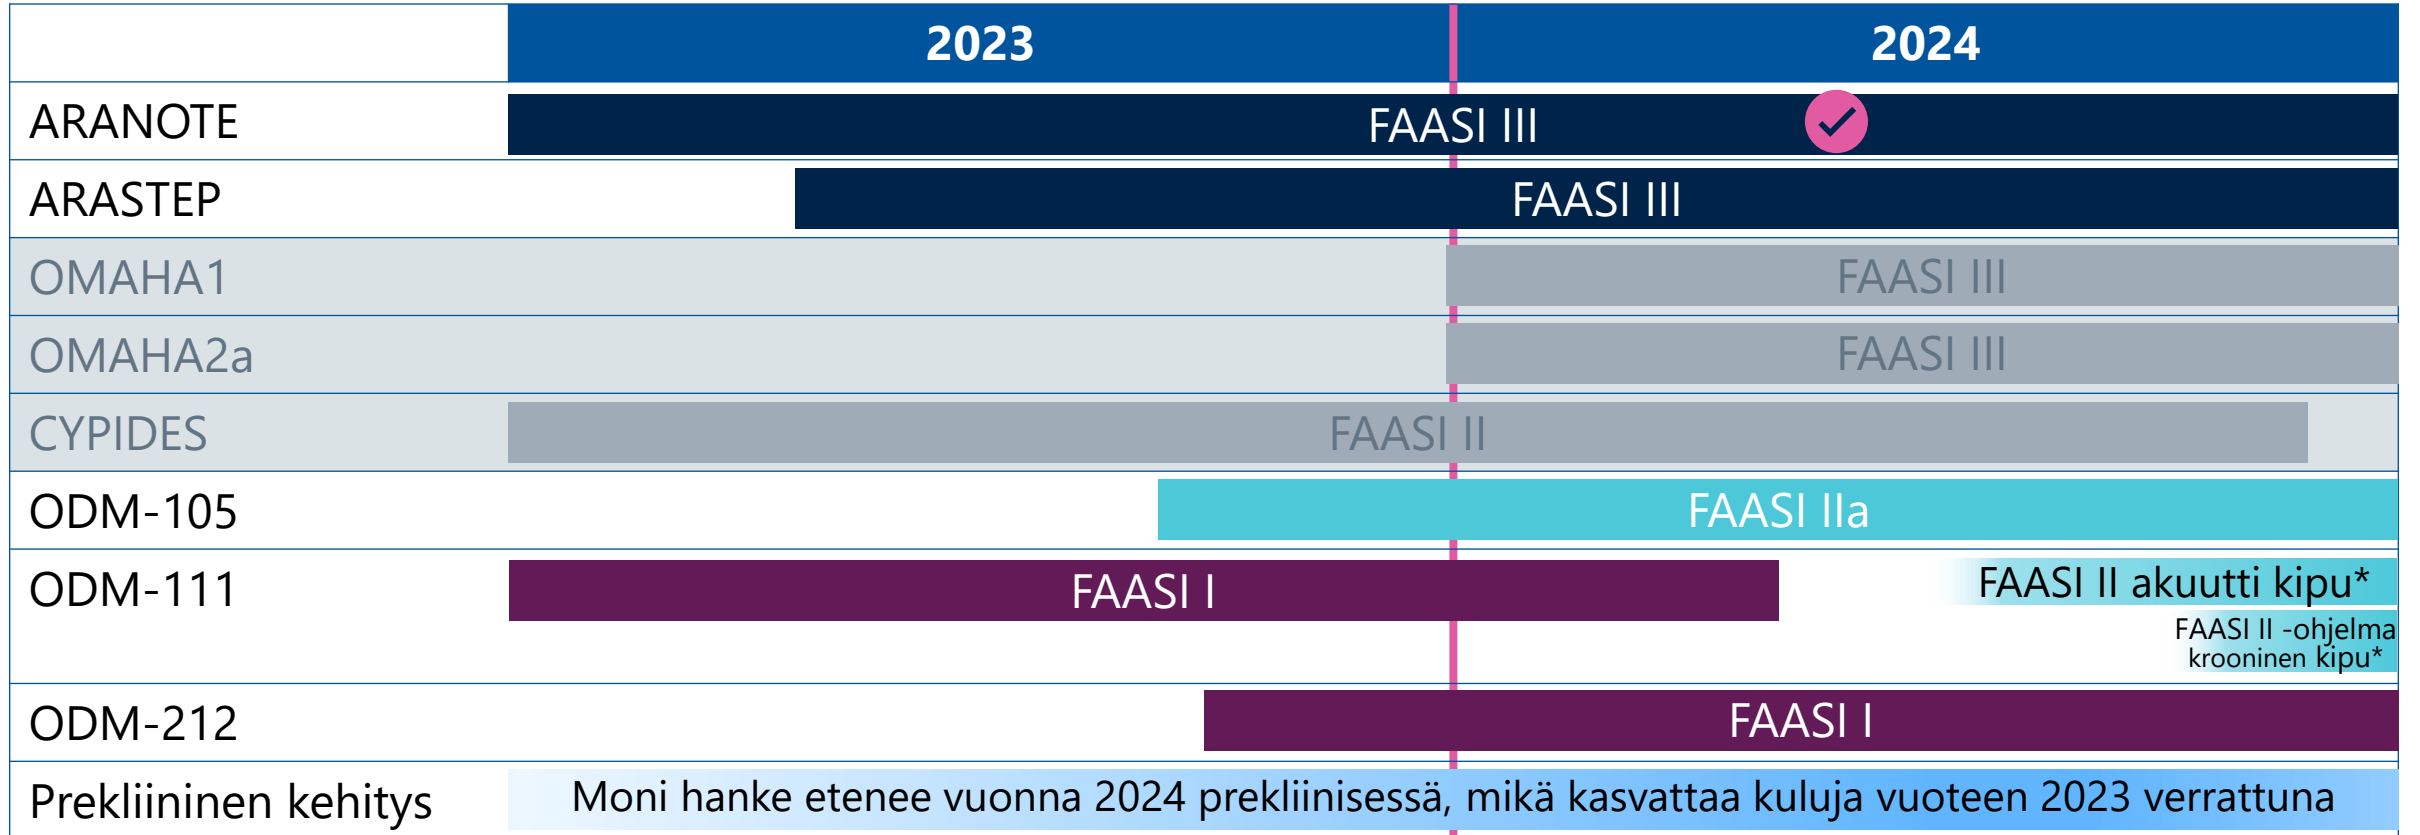 2023
2024
ARANOTE
FAASI III
ARASTEP
FAASI III
OMAHA1
FAASI III
OMAHA2a
FAASI III
CYPIDES
FAASI II
ODM-105
FAASI IIa
ODM-111
FAASI I
FAASI II akuutti kipu*
FAASI II -ohjelma
krooninen kipu*
ODM-212
FAASI I
Prekliininen kehitys
Moni hanke etenee vuonna 2024 prekliinisessä, mikä kasvattaa kuluja vuoteen 2023 verrattuna